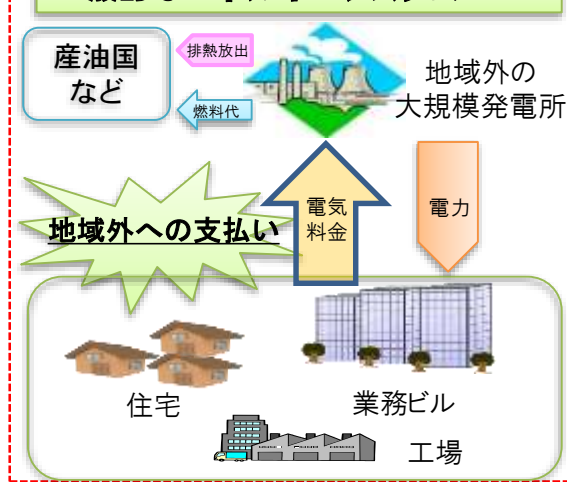 産油国
など
排熱放出
燃料代
地域外の
大規模発電所
地域外への支払い
電気
料金
電力
住宅
業務ビル
工場